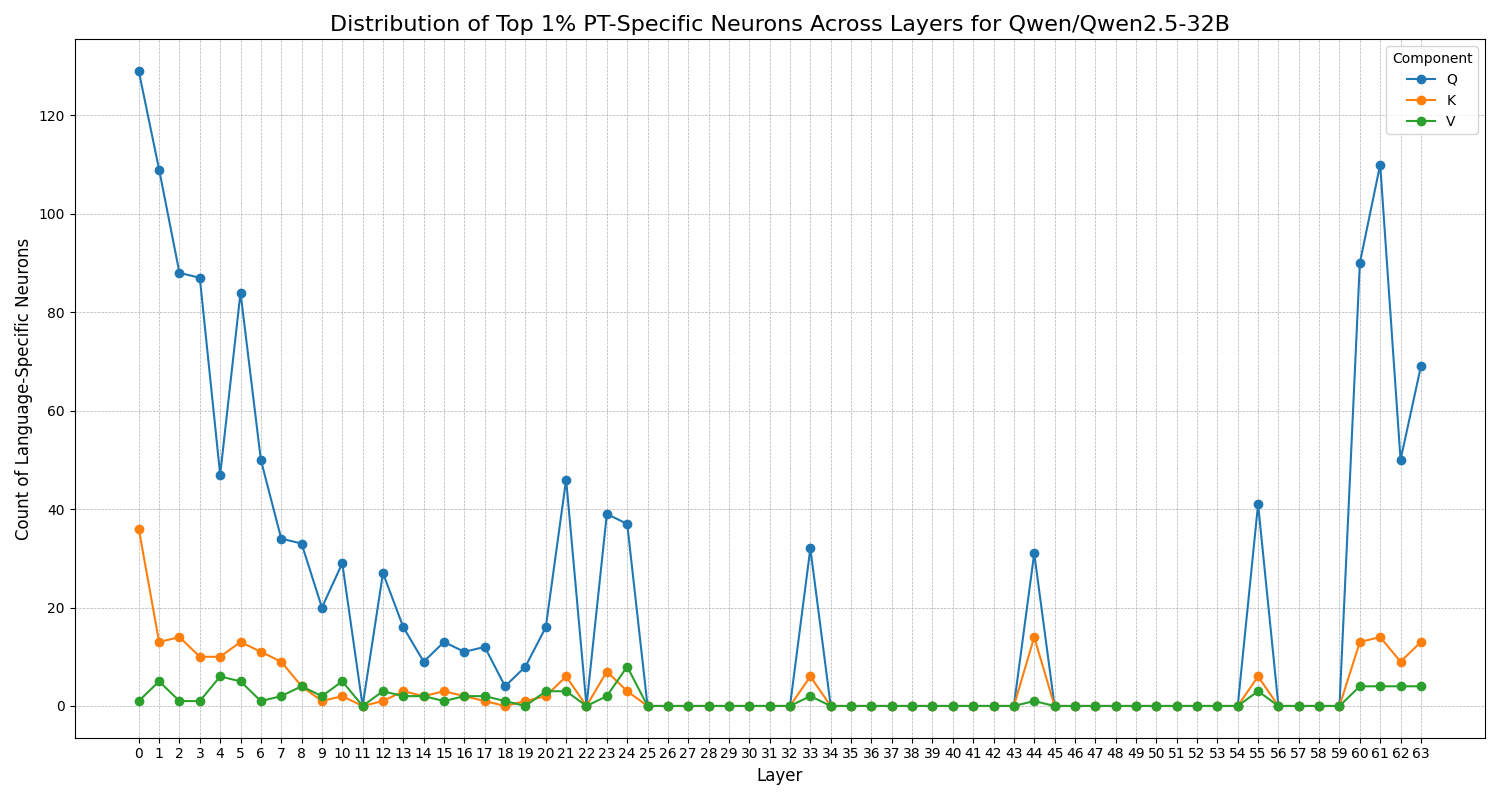 Distribution of Top 1% PT-Specific Neurons Across Layers for Qwen/Qwen2.5-32B
Component
Q
K
V
Count of Language-Specific Neurons
120
100
80
60
40
20
0
0 1 2 3 4 5 6 7 8 9 10 11 12 13 14 15 16 17 18 19 20 21 22 23 24 25 26 27 28 29 30 31 32 33 34 35 36 37 38 39 40 41 42 43 44 45 46 47 48 49 50 51 52 53 54 55 56 57 58 59 60 61 62 63
Layer